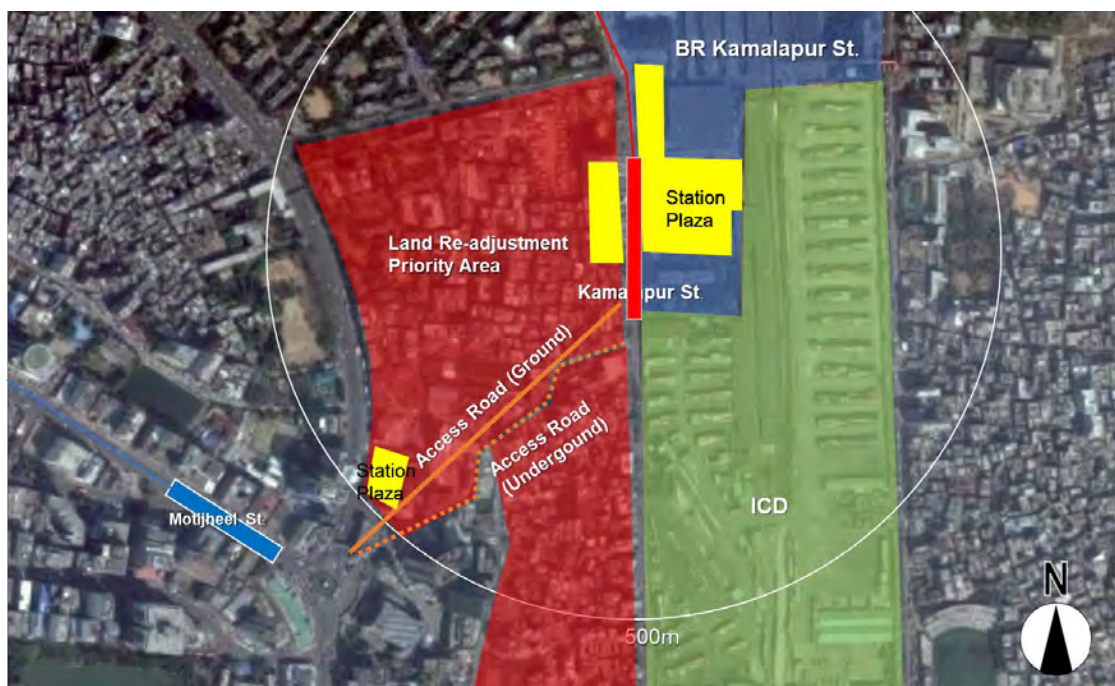 BR Kamalapur St.
Station
Plaza
Land Re-adjustment
Priority Area
Kamalapur St.
Access Road (Ground)
Access Road
(Undergound)
Station
Plaza
Motijheel St.
ICD
N
500m